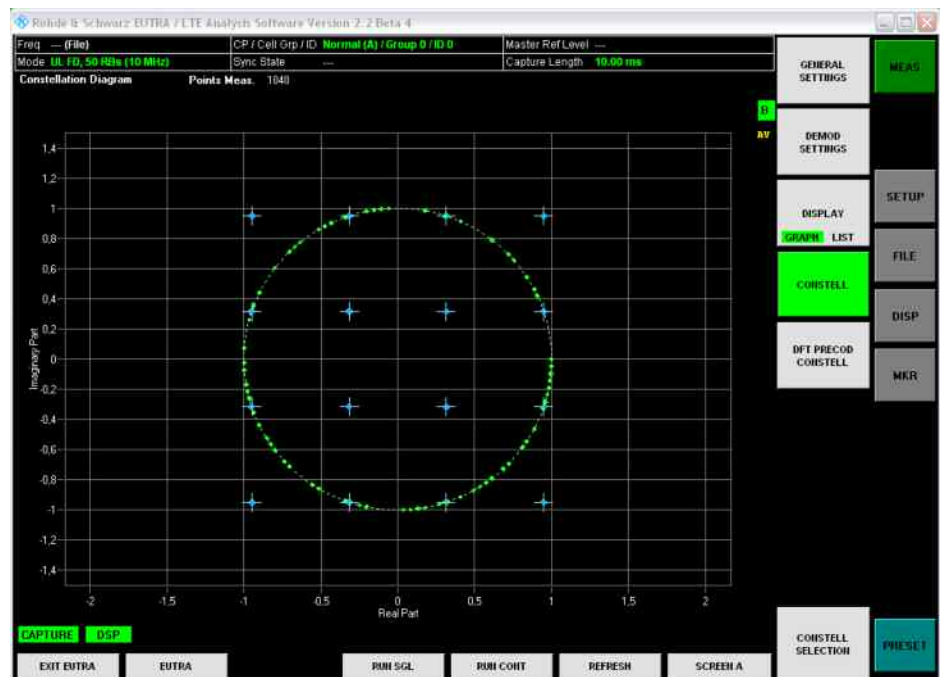 Rohde & Schwarz EUTRA / LTE Analysis Software Version 2.2 Beta 4
Freq --- (File) CP / Cell Grp / ID Normal (A) / Group 0 / ID 0 Master Ref Level ---
Mode UL FD, 50 RBs (10 MHz) Sync State --- Capture Length 10.00 ms
Constellation Diagram Points Meas. 1040
B
AV
1,4
1,2
1
0,8
0,6
0,4
0,2
0
-0,2
-0,4
-0,6
-0,8
-1
-1,2
-1,4
Imaginary Part
-2 -1,5 -1 -0,5 0 0,5 1 1,5 2
Real Part
CAPTURE DSP
EXIT EUTRA EUTRA RUN SGL RUN CONT REFRESH SCREEN A
GENERAL SETTINGS
DEMOD SETTINGS
DISPLAY
GRAPH LIST
CONSTELL
DFT PRECOD CONSTELL
CONSTELL SELECTION
MEAS
SETUP
FILE
DISP
MKR
PRESET